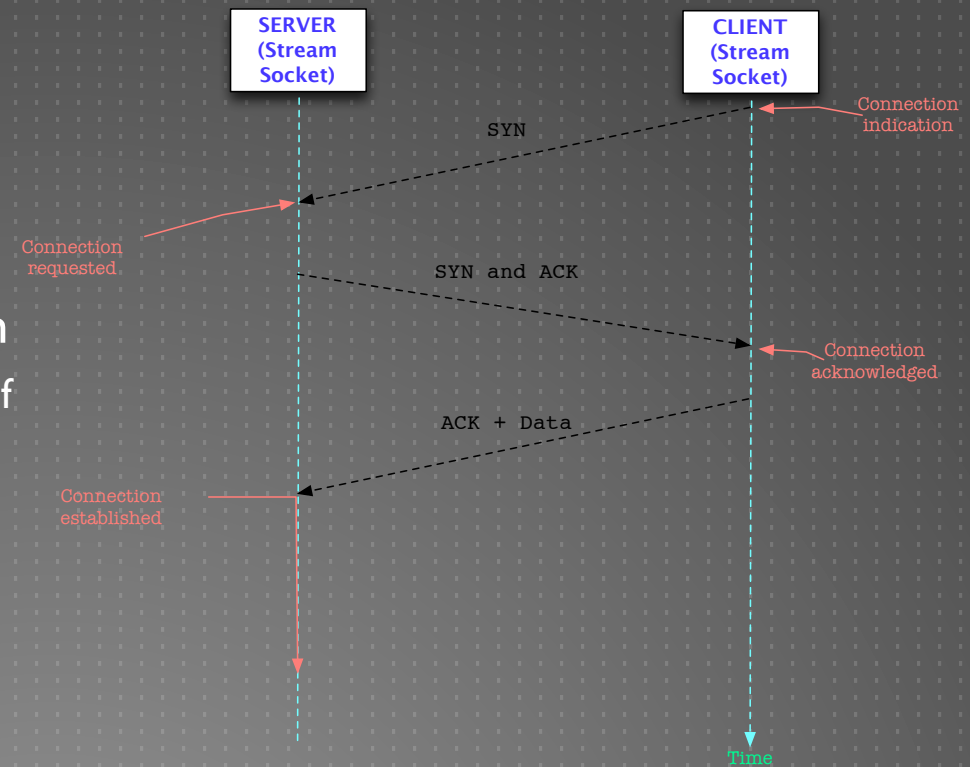 SERVER
(Stream
Socket)
CLIENT
(Stream
Socket)
Connection
indication
SYN
Connection
requested
SYN and ACK
Connection
acknowledged
ACK + Data
Connection
established
Time